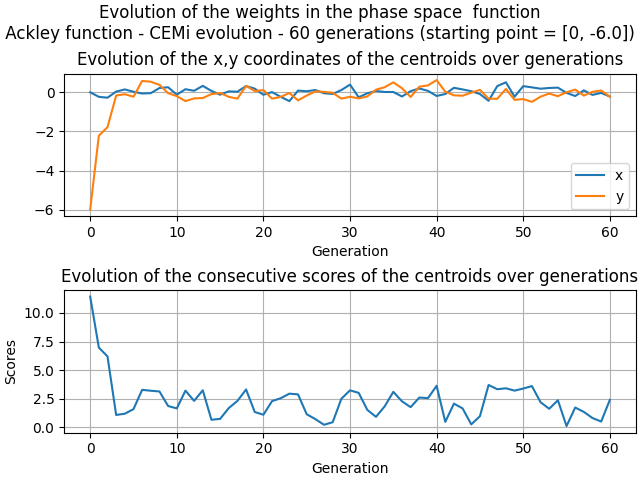 Evolution of the weights in the phase space  function
Ackley function - CEMi evolution - 60 generations (starting point = [0, -6.0])
Evolution of the x,y coordinates of the centroids over generations
0
−2
−4
−6
x
y
0 10 20 30 40 50 60
Generation
Evolution of the consecutive scores of the centroids over generations
10.0
7.5
5.0
2.5
0.0
Scores
0 10 20 30 40 50 60
Generation